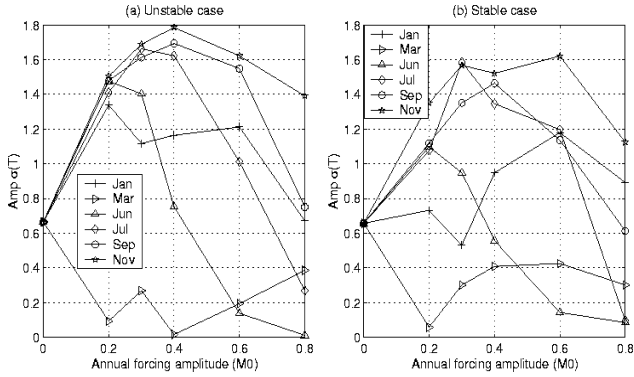 (a) Unstable case
1.8
1.6
1.4
1.2
1
0.8
0.6
0.4
0.2
0
Amp σ(T)
Jan
Mar
Jun
Jul
Sep
Nov
0 0.2 0.4 0.6 0.8
Annual forcing amplitude (M0)
(b) Stable case
1.8
1.6
1.4
1.2
1
0.8
0.6
0.4
0.2
0
Amp σ(T)
Jan
Mar
Jun
Jul
Sep
Nov
0 0.2 0.4 0.6 0.8
Annual forcing amplitude (M0)